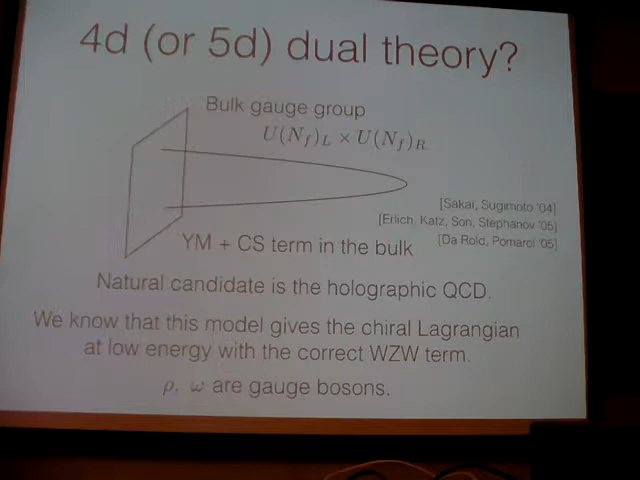 4d (or 5d) dual theory?
Bulk gauge group
U(N_f)_L × U(N_f)_R
[Sakai, Sugimoto '04]
[Erlich, Katz, Son, Stephanov '05]
[Da Rold, Pomarol '05]
YM + CS term in the bulk
Natural candidate is the holographic QCD.
We know that this model gives the chiral Lagrangian
at low energy with the correct WZW term.
ρ, ω are gauge bosons.